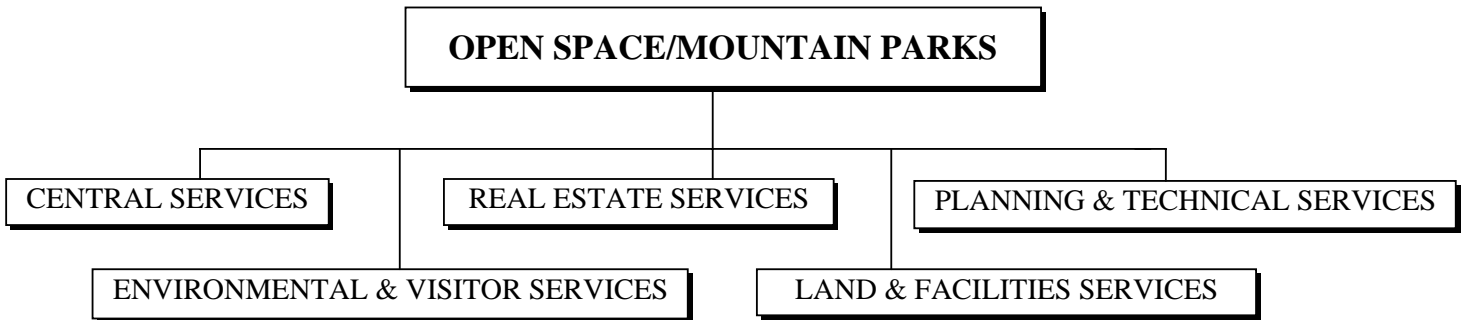 OPEN SPACE/MOUNTAIN PARKS
CENTRAL SERVICES
REAL ESTATE SERVICES
PLANNING & TECHNICAL SERVICES
ENVIRONMENTAL & VISITOR SERVICES
LAND & FACILITIES SERVICES